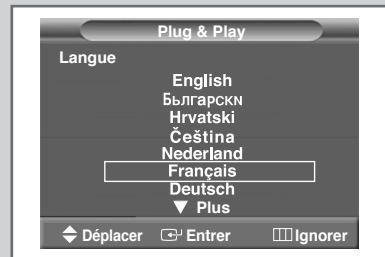 Plug & Play
Langue
English
Бьлгарскн
Hrvatski
Čeština
Nederland
Français
Deutsch
▼ Plus
Déplacer Entrer Ignorer